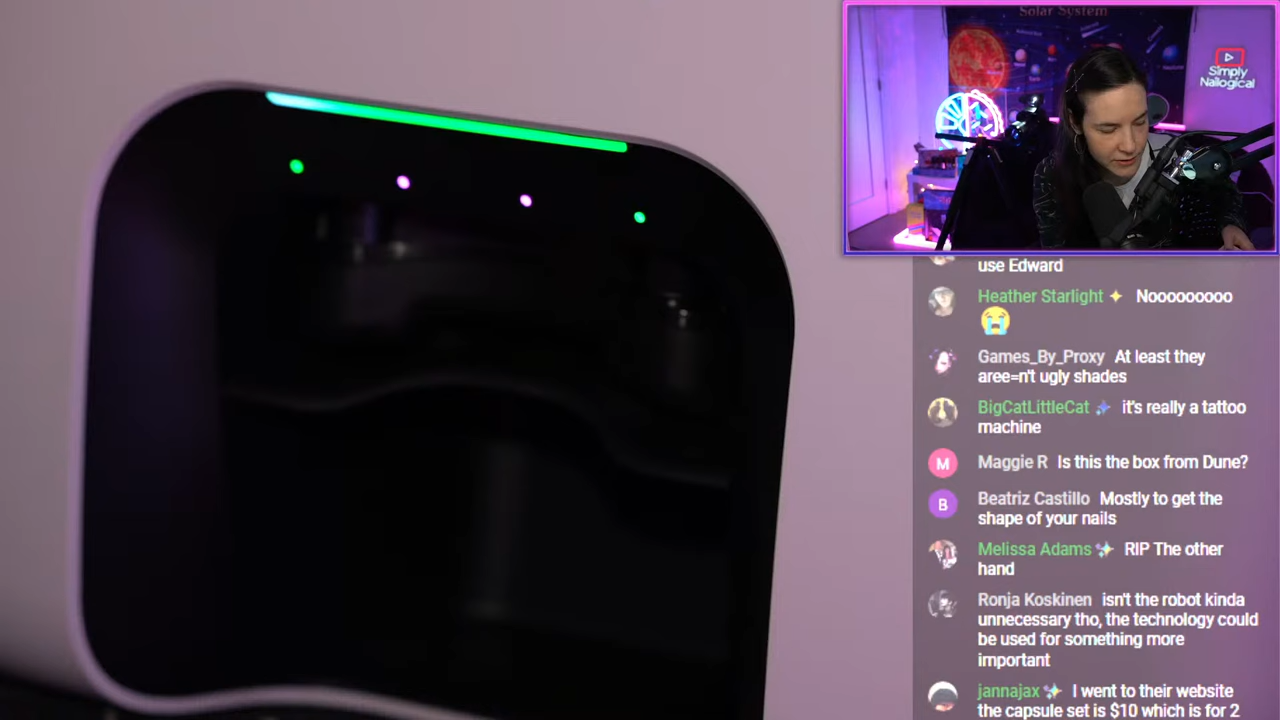 Solar System
Simply
Nailogical
use Edward
Heather Starlight Nooooooooo
Games_By_Proxy At least they
aree=n't ugly shades
BigCatLittleCat it's really a tattoo
machine
M Maggie R Is this the box from Dune?
B Beatriz Castillo Mostly to get the
shape of your nails
Melissa Adams RIP The other
hand
Ronja Koskinen isn't the robot kinda
unnecessary tho, the technology could
be used for something more
important
jannajax I went to their website
the capsule set is $10 which is for 2